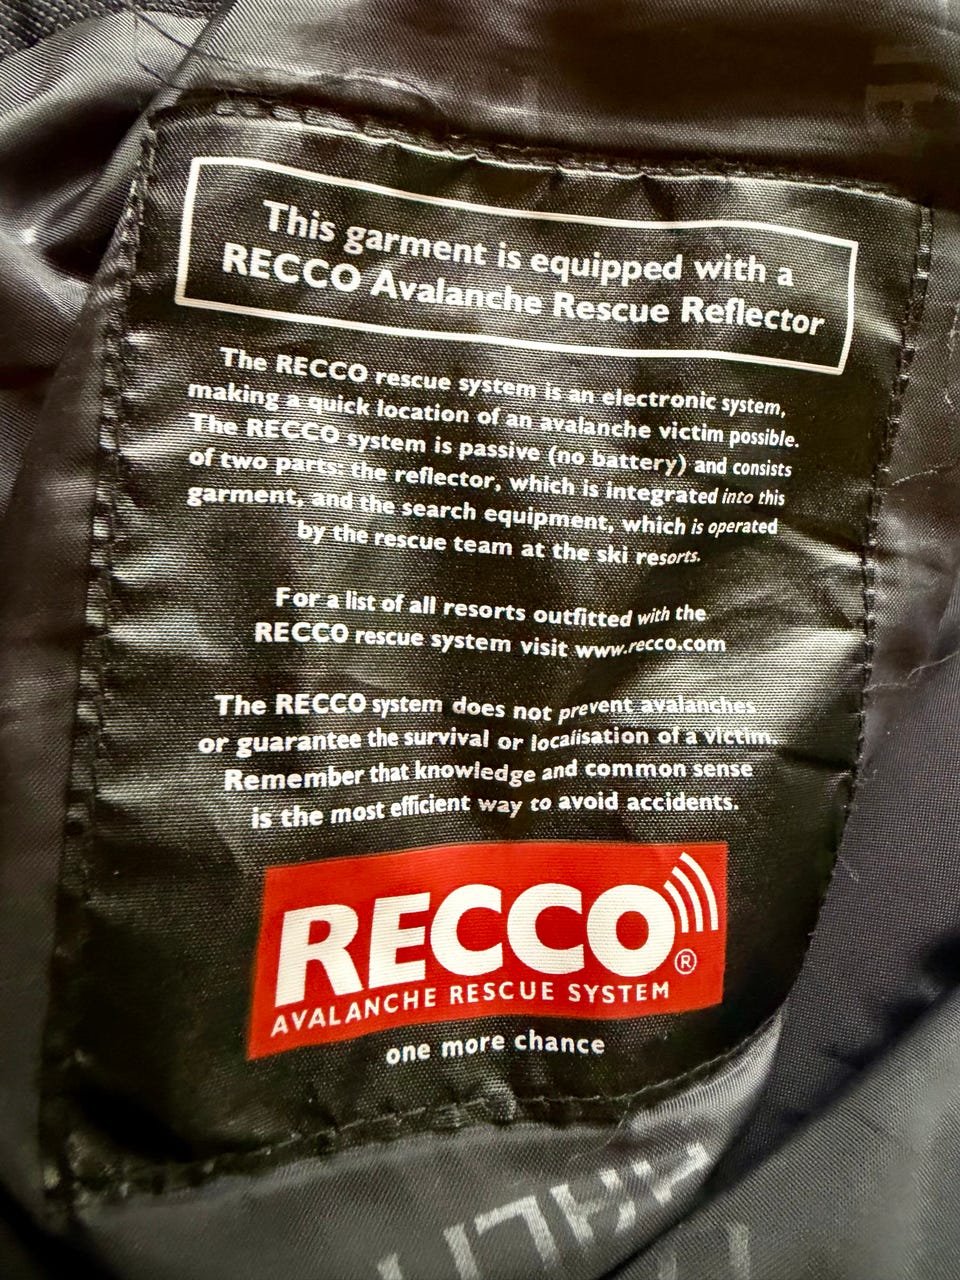 This garment is equipped with a
RECCO Avalanche Rescue Reflector
The RECCO rescue system is an electronic system,
making a quick location of an avalanche victim possible.
The RECCO system is passive (no battery) and consists
of two parts: the reflector, which is integrated into this
garment, and the search equipment, which is operated
by the rescue team at the ski resorts.
For a list of all resorts outfitted with the
RECCO rescue system visit www.recco.com
The RECCO system does not prevent avalanches
or guarantee the survival or localisation of a victim.
Remember that knowledge and common sense
is the most efficient way to avoid accidents.
RECCO®
AVALANCHE RESCUE SYSTEM
one more chance